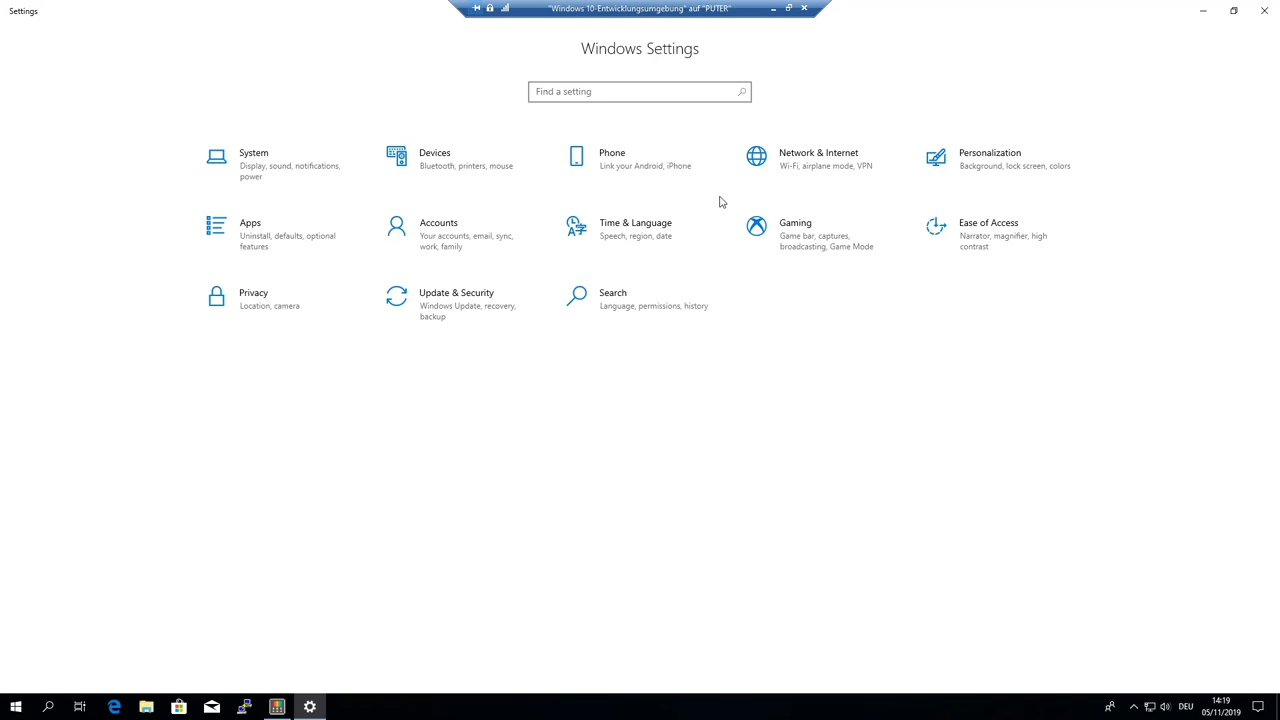 Settings
"Windows 10-Entwicklungsumgebung" auf "PUTER"
Windows Settings
Find a setting
System
Display, sound, notifications,
power
Devices
Bluetooth, printers, mouse
Phone
Link your Android, iPhone
Network & Internet
Wi-Fi, airplane mode, VPN
Personalization
Background, lock screen, colors
Apps
Uninstall, defaults, optional
features
Accounts
Your accounts, email, sync,
work, family
Time & Language
Speech, region, date
Gaming
Game bar, captures,
broadcasting, Game Mode
Ease of Access
Narrator, magnifier, high
contrast
Privacy
Location, camera
Update & Security
Windows Update, recovery,
backup
Search
Language, permissions, history
DEU
14:19
05/11/2019